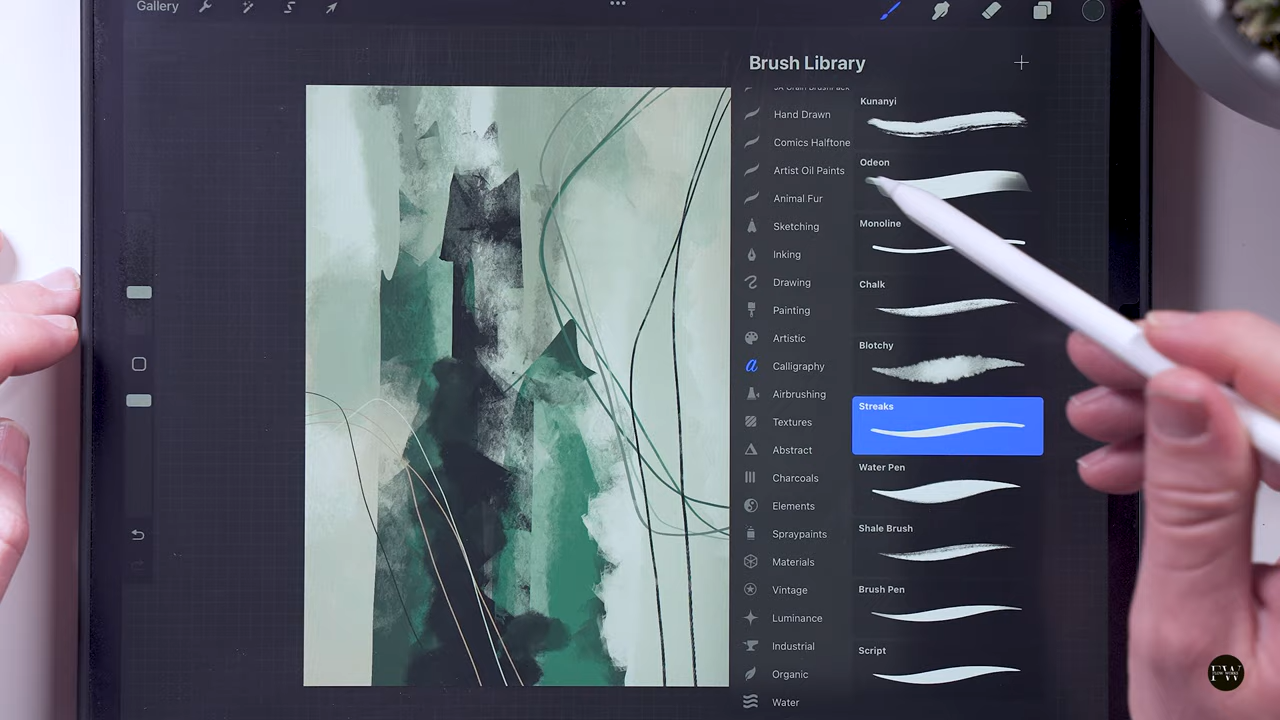 Gallery
Brush Library
Hand Drawn
Comics Halftone
Artist Oil Paints
Animal Fur
Sketching
Inking
Drawing
Painting
Artistic
Calligraphy
Airbrushing
Textures
Abstract
Charcoals
Elements
Spraypaints
Materials
Vintage
Luminance
Industrial
Organic
Water
Kunanyi
Odeon
Monoline
Chalk
Blotchy
Streaks
Water Pen
Shale Brush
Brush Pen
Script
FW